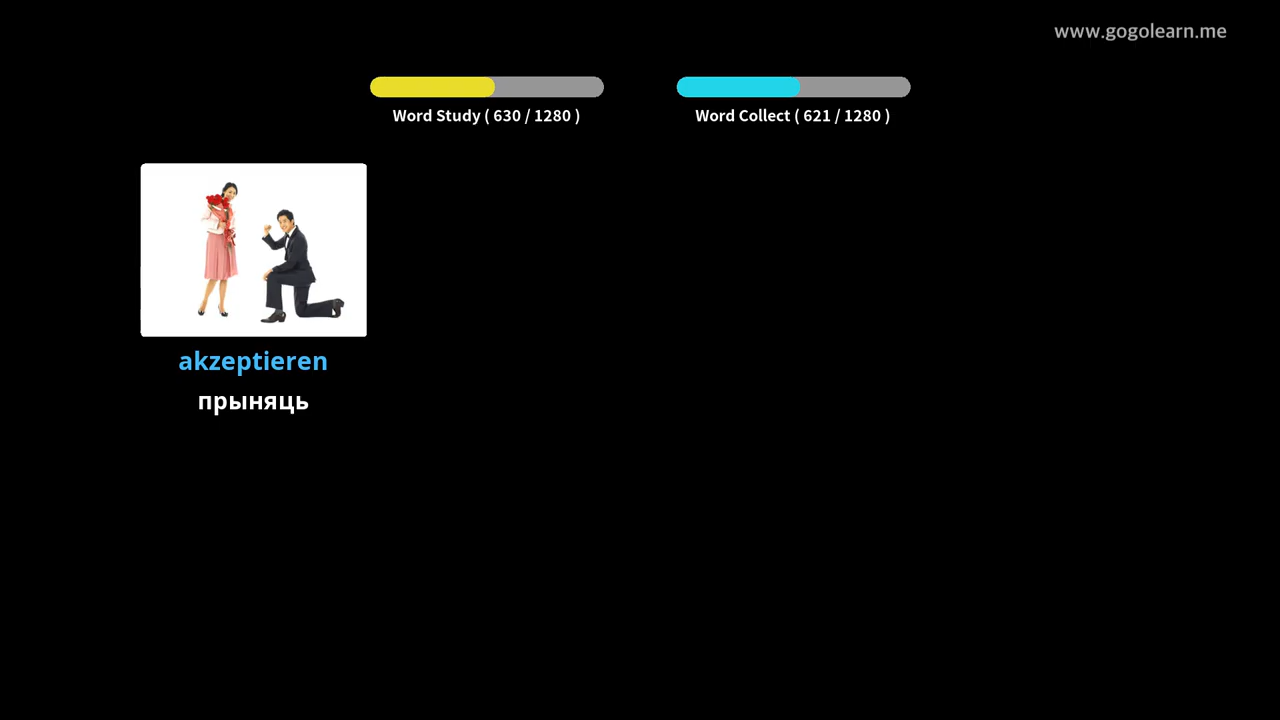 www.gogolearn.me
Word Study ( 630 / 1280 )
Word Collect ( 621 / 1280 )
akzeptieren
прыняць